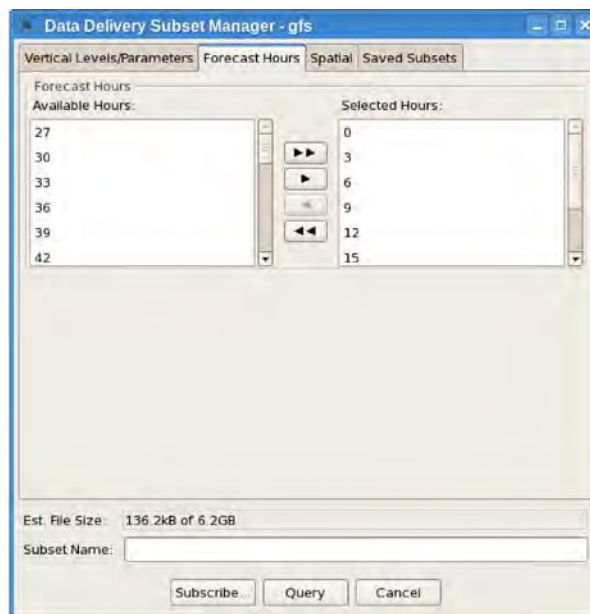 Data Delivery Subset Manager - gfs
Vertical Levels/Parameters Forecast Hours Spatial Saved Subsets
Forecast Hours
Available Hours: Selected Hours:
27 0
30 3
33 6
36 9
39 12
42 15
Est. File Size: 136.2kB of 6.2GB
Subset Name:
Subscribe... Query Cancel